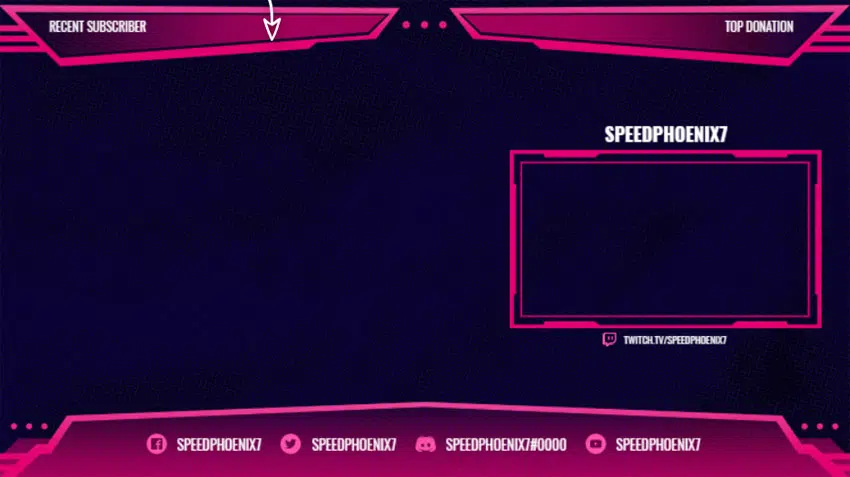 RECENT SUBSCRIBER
TOP DONATION
SPEEDPHOENIX7
TWITCH.TV/SPEEDPHOENIX7
SPEEDPHOENIX7 SPEEDPHOENIX7 SPEEDPHOENIX7#0000 SPEEDPHOENIX7